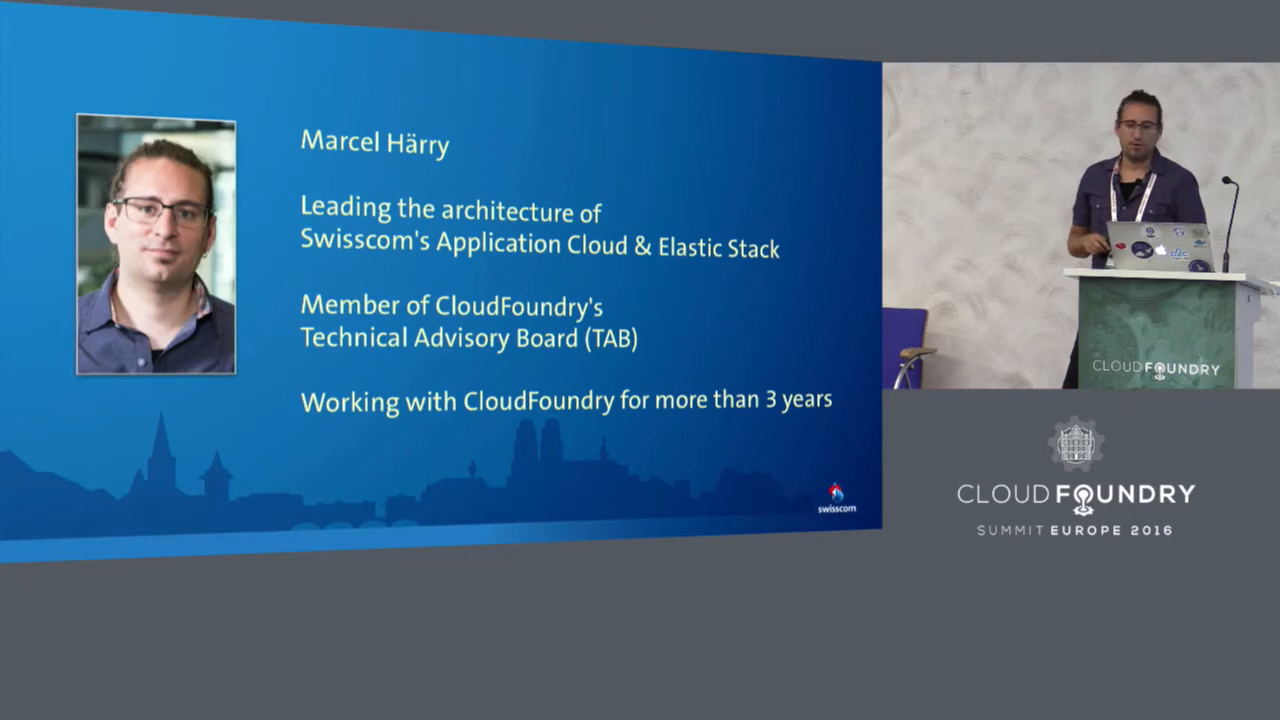 Marcel Härry
Leading the architecture of
Swisscom's Application Cloud & Elastic Stack
Member of CloudFoundry's
Technical Advisory Board (TAB)
Working with CloudFoundry for more than 3 years
swisscom
CLOUD FOUNDRY
CLOUD FOUNDRY
SUMMIT EUROPE 2016